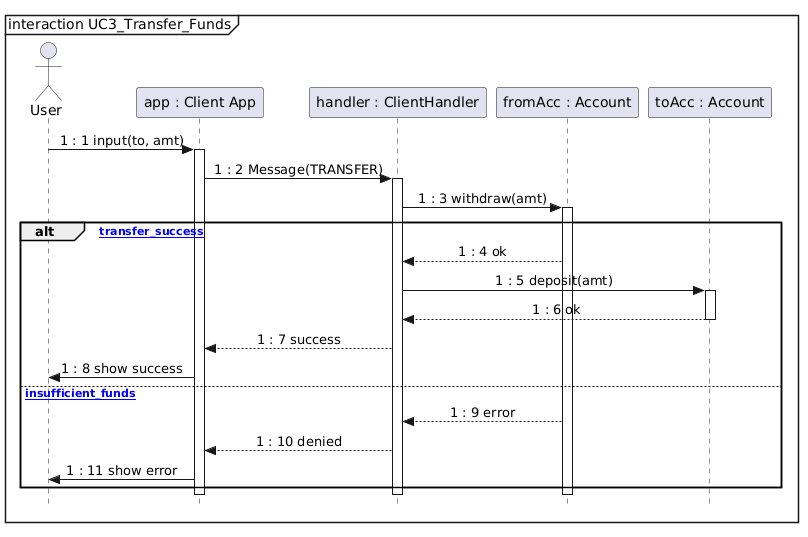 interaction UC3_Transfer_Funds
User
app : Client App
handler : ClientHandler
fromAcc : Account
toAcc : Account
1 : 1 input(to, amt)
1 : 2 Message(TRANSFER)
1 : 3 withdraw(amt)
alt
transfer_success
1 : 4 ok
1 : 5 deposit(amt)
1 : 6 ok
1 : 7 success
1 : 8 show success
insufficient_funds
1 : 9 error
1 : 10 denied
1 : 11 show error